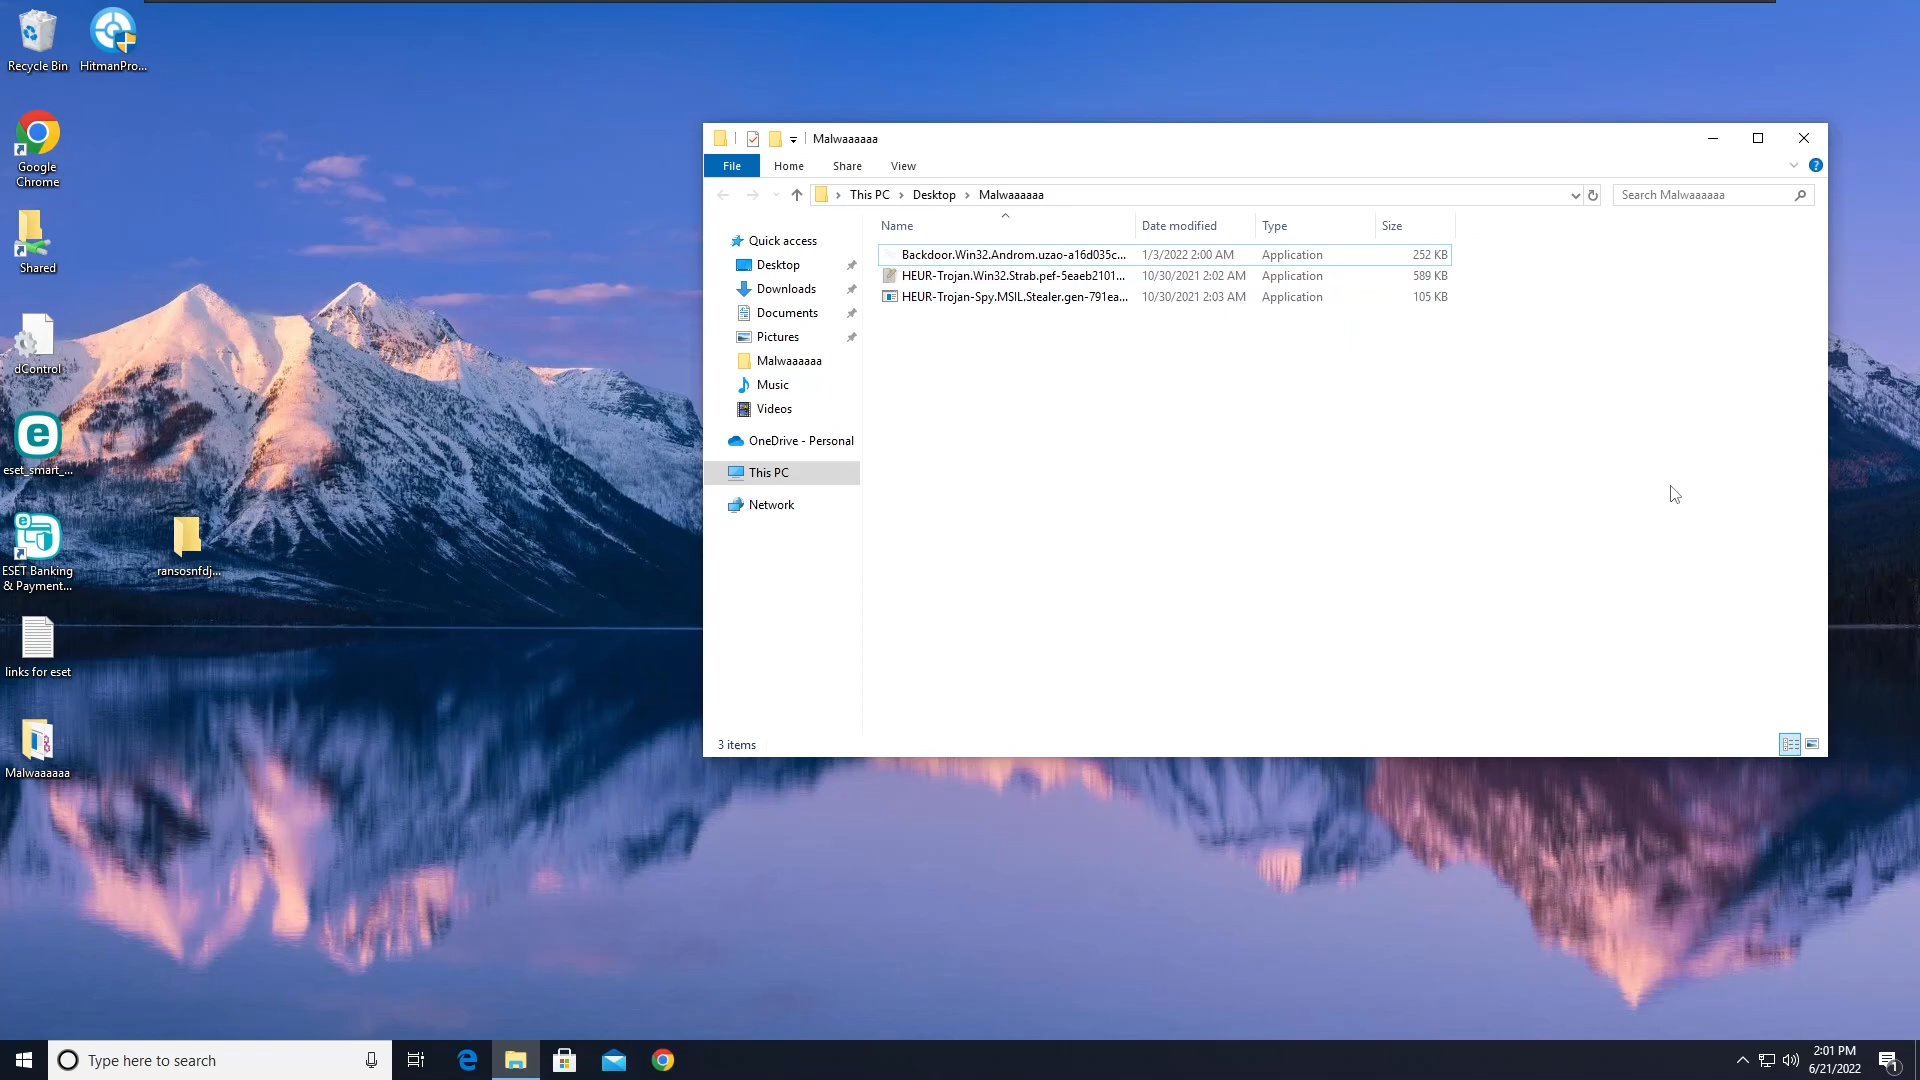 Recycle Bin
HitmanPro...
Google
Chrome
Shared
dControl
eset_smart_...
ESET Banking
& Payment...
ransosnfdj...
links for eset
Malwaaaaaa
Malwaaaaaa
File
Home
Share
View
This PC
Desktop
Malwaaaaaa
Search Malwaaaaaa
Name
Date modified
Type
Size
Quick access
Desktop
Downloads
Documents
Pictures
Malwaaaaaa
Music
Videos
OneDrive - Personal
This PC
Network
Backdoor.Win32.Androm.uzao-a16d035c... 1/3/2022 2:00 AM Application 252 KB
HEUR-Trojan.Win32.Strab.pef-5eaeb2101... 10/30/2021 2:02 AM Application 589 KB
HEUR-Trojan-Spy.MSIL.Stealer.gen-791ea... 10/30/2021 2:03 AM Application 105 KB
3 items
Type here to search
2:01 PM
6/21/2022
1